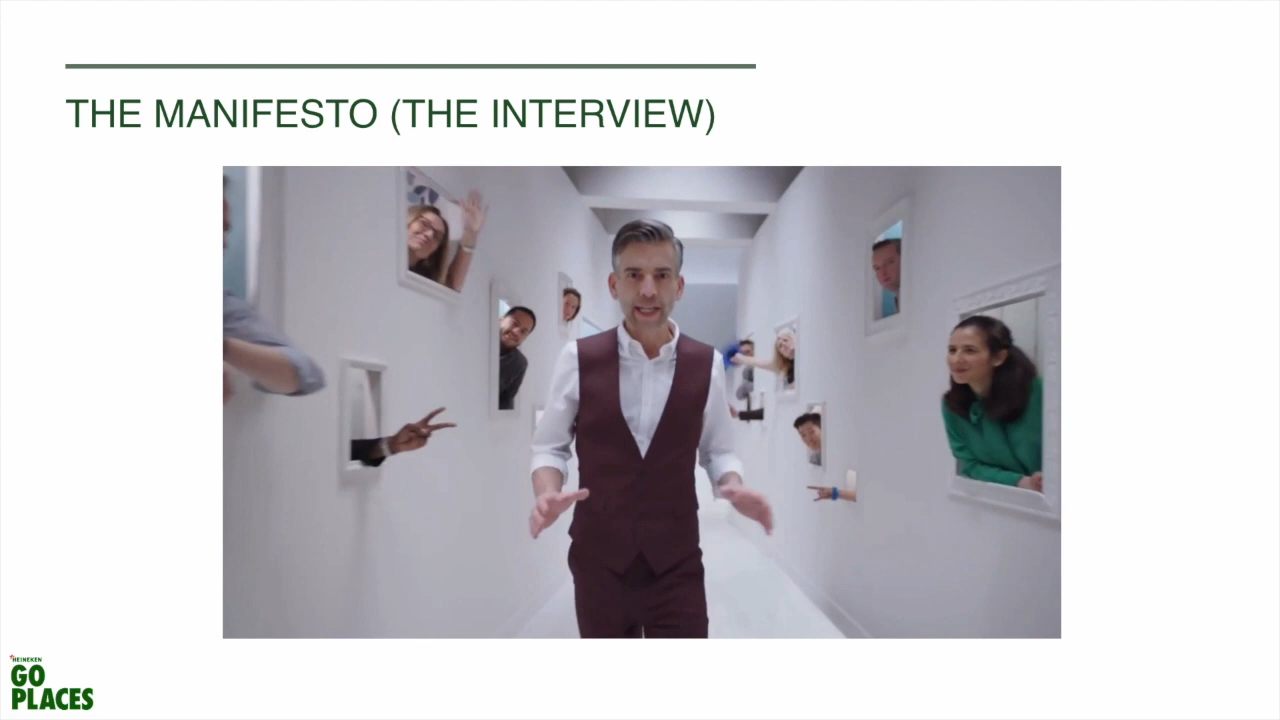 THE MANIFESTO (THE INTERVIEW)
HEINEKEN
GO
PLACES